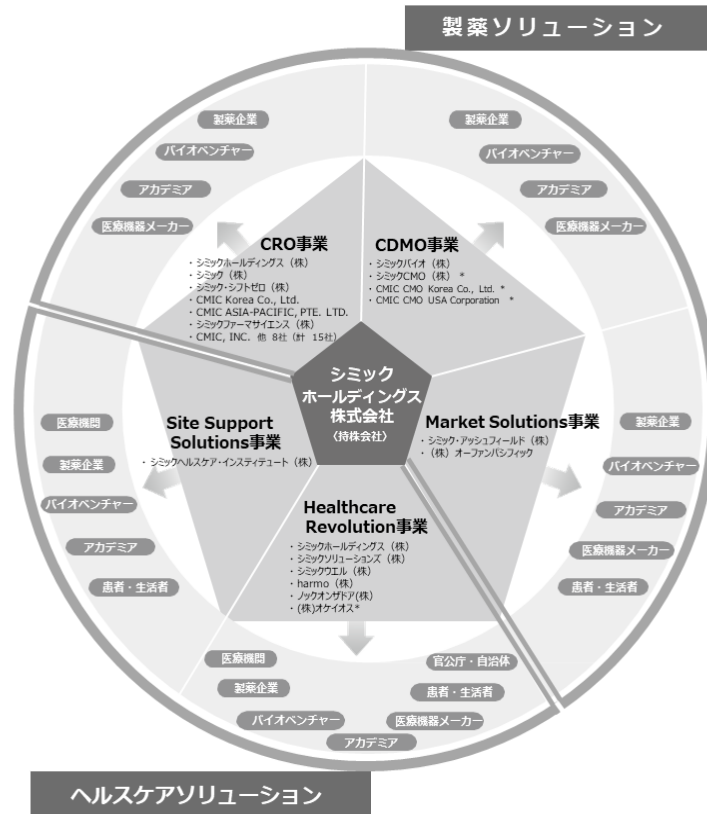 製薬ソリューション
製薬企業
バイオベンチャー
アカデミア
医療機器メーカー
製薬企業
バイオベンチャー
アカデミア
医療機器メーカー
CRO事業
・シミックホールディングス（株）
・シミック（株）
・シミック・シフトゼロ（株）
・CMIC Korea Co., Ltd.
・CMIC ASIA-PACIFIC, PTE. LTD.
・シミックファーマサイエンス（株）
・CMIC, INC. 他 8社（計 15社）
CDMO事業
・シミックバイオ（株）
・シミックCMO（株） *
・CMIC CMO Korea Co., Ltd. *
・CMIC CMO USA Corporation *
シミック
ホールディングス
株式会社
〈持株会社〉
医療機関
製薬企業
バイオベンチャー
アカデミア
患者・生活者
Site Support
Solutions事業
・シミックヘルスケア・インスティテュート（株）
Market Solutions事業
・シミック・アッシュフィールド（株）
・（株）オーファンパシフィック
製薬企業
バイオベンチャー
アカデミア
医療機器メーカー
患者・生活者
Healthcare
Revolution事業
・シミックホールディングス（株）
・シミックソリューションズ（株）
・シミックウエル（株）
・harmo（株）
・ノックオンザドア(株)
・(株)オケイオス*
医療機関
製薬企業
バイオベンチャー
アカデミア
官公庁・自治体
患者・生活者
医療機器メーカー
ヘルスケアソリューション